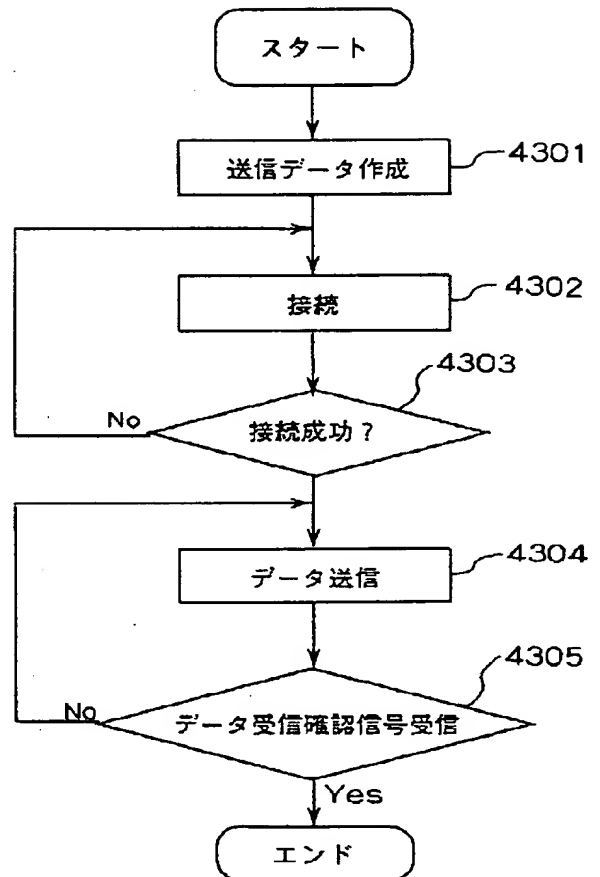 スタート
送信データ作成
4301
接続
4302
4303
接続成功？
No
データ送信
4304
4305
データ受信確認信号受信
No
Yes
エンド